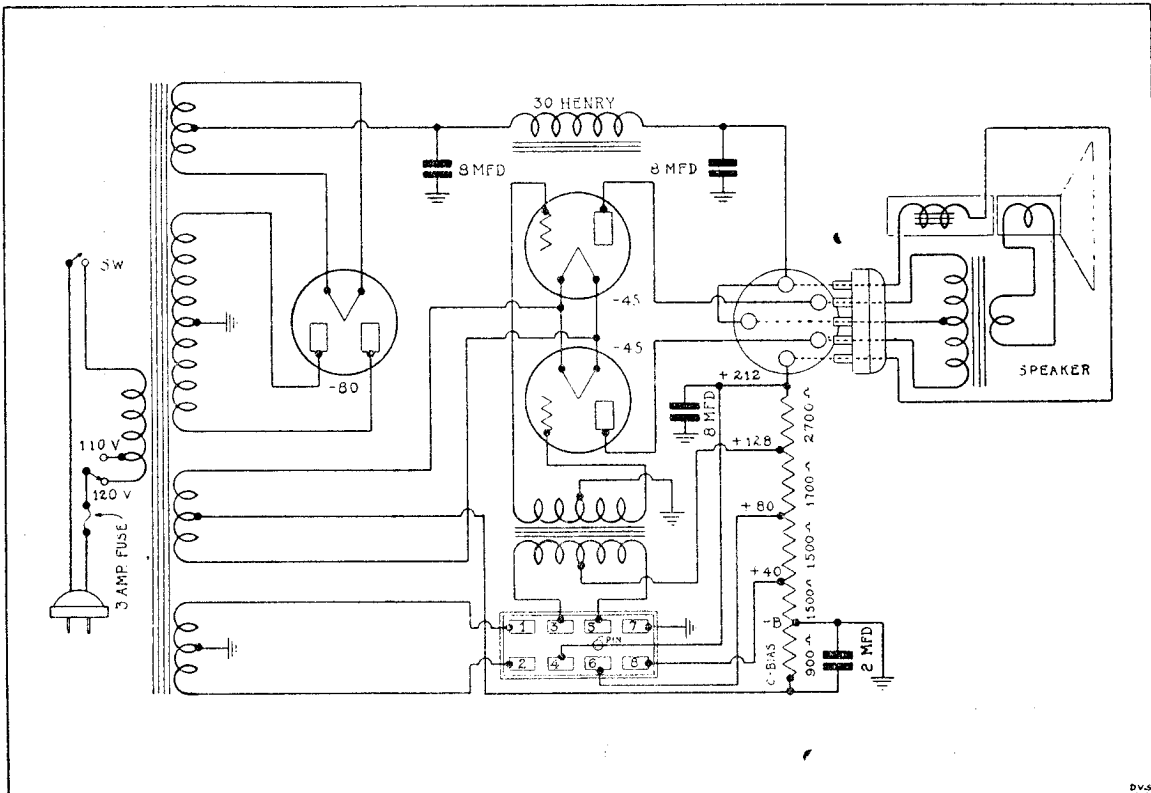 30 HENRY
8 MFD
8 MFD
SW
-45
-80
-45
SPEAKER
+212
8 MFD
2700 Ω
110 V
+128
120 V
1700 Ω
3 AMP. FUSE
+80
1500 Ω
+40
1500 Ω
1 3 5 7
-B
PIN
2 4 6 8
C-BIAS
900 Ω
2 MFD
DV.S